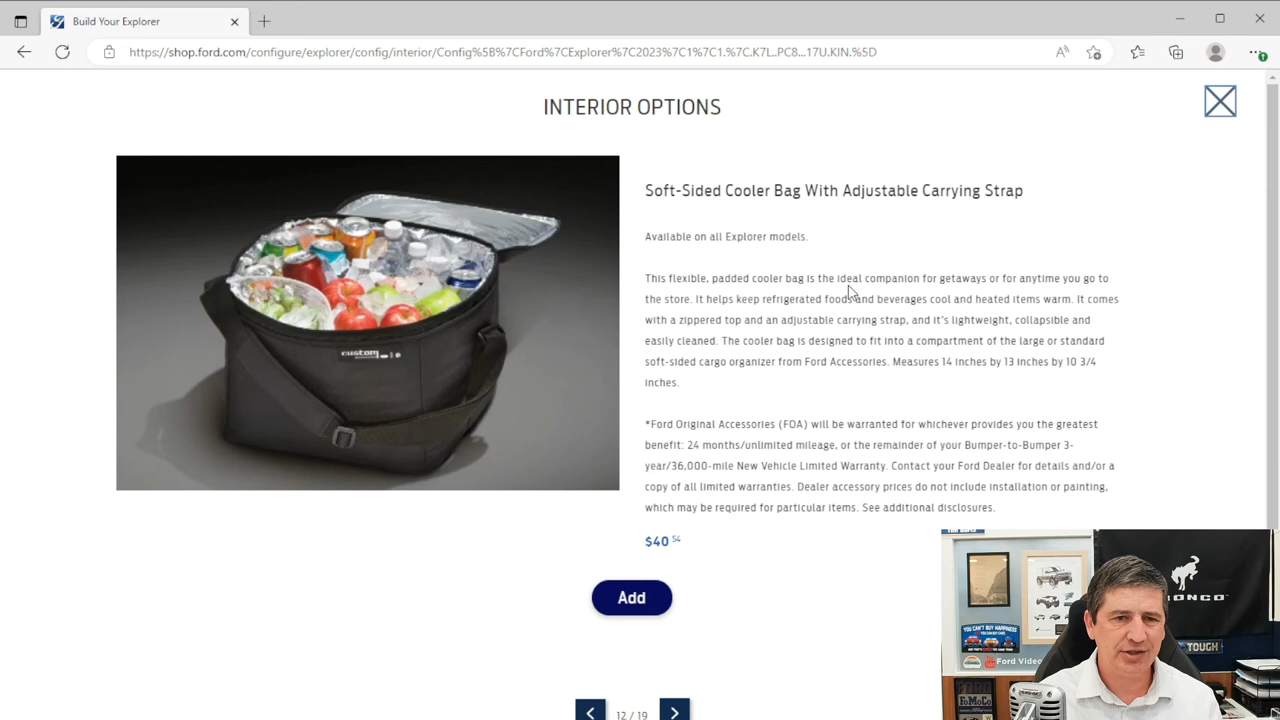 Build Your Explorer
https://shop.ford.com/configure/explorer/config/interior/Config%5B%7CFord%7CExplorer%7C2023%7C1%7C1.%7C.K7L..PC8...17U.KIN.%5D
INTERIOR OPTIONS
Soft-Sided Cooler Bag With Adjustable Carrying Strap
Available on all Explorer models.
This flexible, padded cooler bag is the ideal companion for getaways or for anytime you go to
the store. It helps keep refrigerated foods and beverages cool and heated items warm. It comes
with a zippered top and an adjustable carrying strap, and it's lightweight, collapsible and
easily cleaned. The cooler bag is designed to fit into a compartment of the large or standard
soft-sided cargo organizer from Ford Accessories. Measures 14 inches by 13 inches by 10 3/4
inches.
*Ford Original Accessories (FOA) will be warranted for whichever provides you the greatest
benefit: 24 months/unlimited mileage, or the remainder of your Bumper-to-Bumper 3-
year/36,000-mile New Vehicle Limited Warranty. Contact your Ford Dealer for details and/or a
copy of all limited warranties. Dealer accessory prices do not include installation or painting,
which may be required for particular items. See additional disclosures.
$40 54
Add
12 / 19
custom
RONCO
YOU CAN'T BUY HAPPINESS
TOUGH
Ford Video
FoMoCo